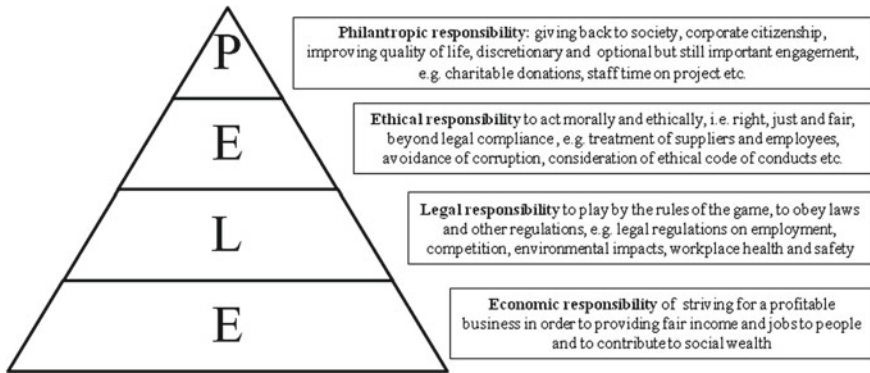 P
Philantropic responsibility: giving back to society, corporate citizenship,
improving quality of life, discretionary and optional but still important engagement,
e.g. charitable donations, staff time on project etc.
E
Ethical responsibility to act morally and ethically, i.e. right, just and fair,
beyond legal compliance , e.g. treatment of suppliers and employees,
avoidance of corruption, consideration of ethical code of conducts etc.
L
Legal responsibility to play by the rules of the game, to obey laws
and other regulations, e.g. legal regulations on employment,
competition, environmental impacts, workplace health and safety
E
Economic responsibility of striving for a profitable
business in order to providing fair income and jobs to people
and to contribute to social wealth